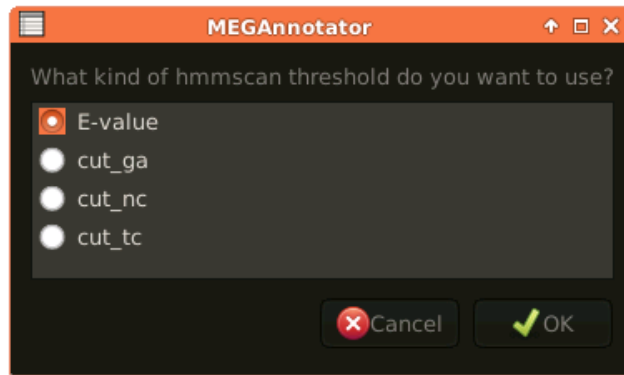 MEGAnnotator
What kind of hmmscan threshold do you want to use?
E-value
cut_ga
cut_nc
cut_tc
Cancel OK